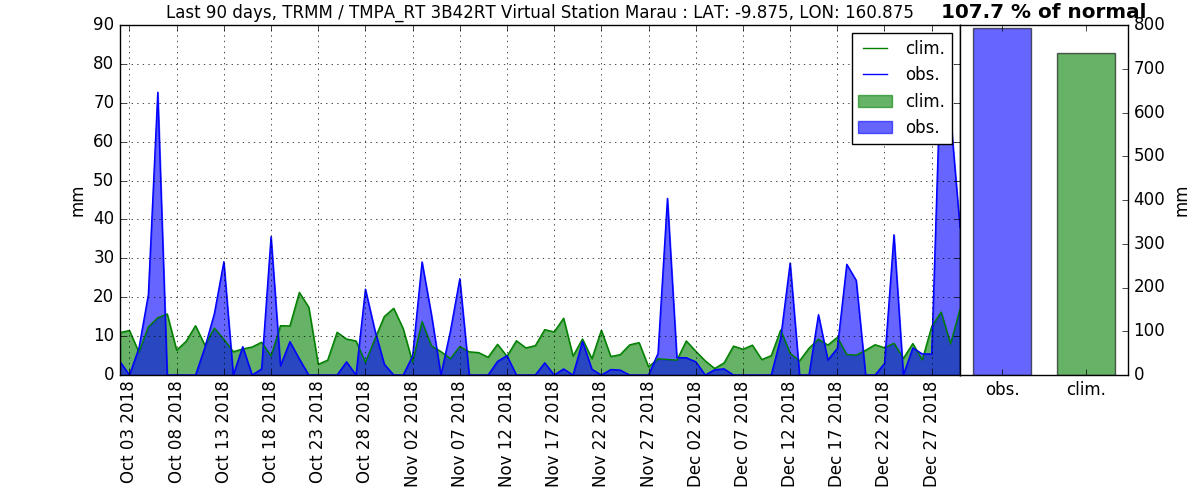 Last 90 days, TRMM / TMPA_RT 3B42RT Virtual Station Marau : LAT: -9.875, LON: 160.875
107.7 % of normal
90
80
70
60
50
40
30
20
10
0
mm
clim.
obs.
clim.
obs.
800
700
600
500
400
300
200
100
0
mm
obs.
clim.
Oct 03 2018
Oct 08 2018
Oct 13 2018
Oct 18 2018
Oct 23 2018
Oct 28 2018
Nov 02 2018
Nov 07 2018
Nov 12 2018
Nov 17 2018
Nov 22 2018
Nov 27 2018
Dec 02 2018
Dec 07 2018
Dec 12 2018
Dec 17 2018
Dec 22 2018
Dec 27 2018